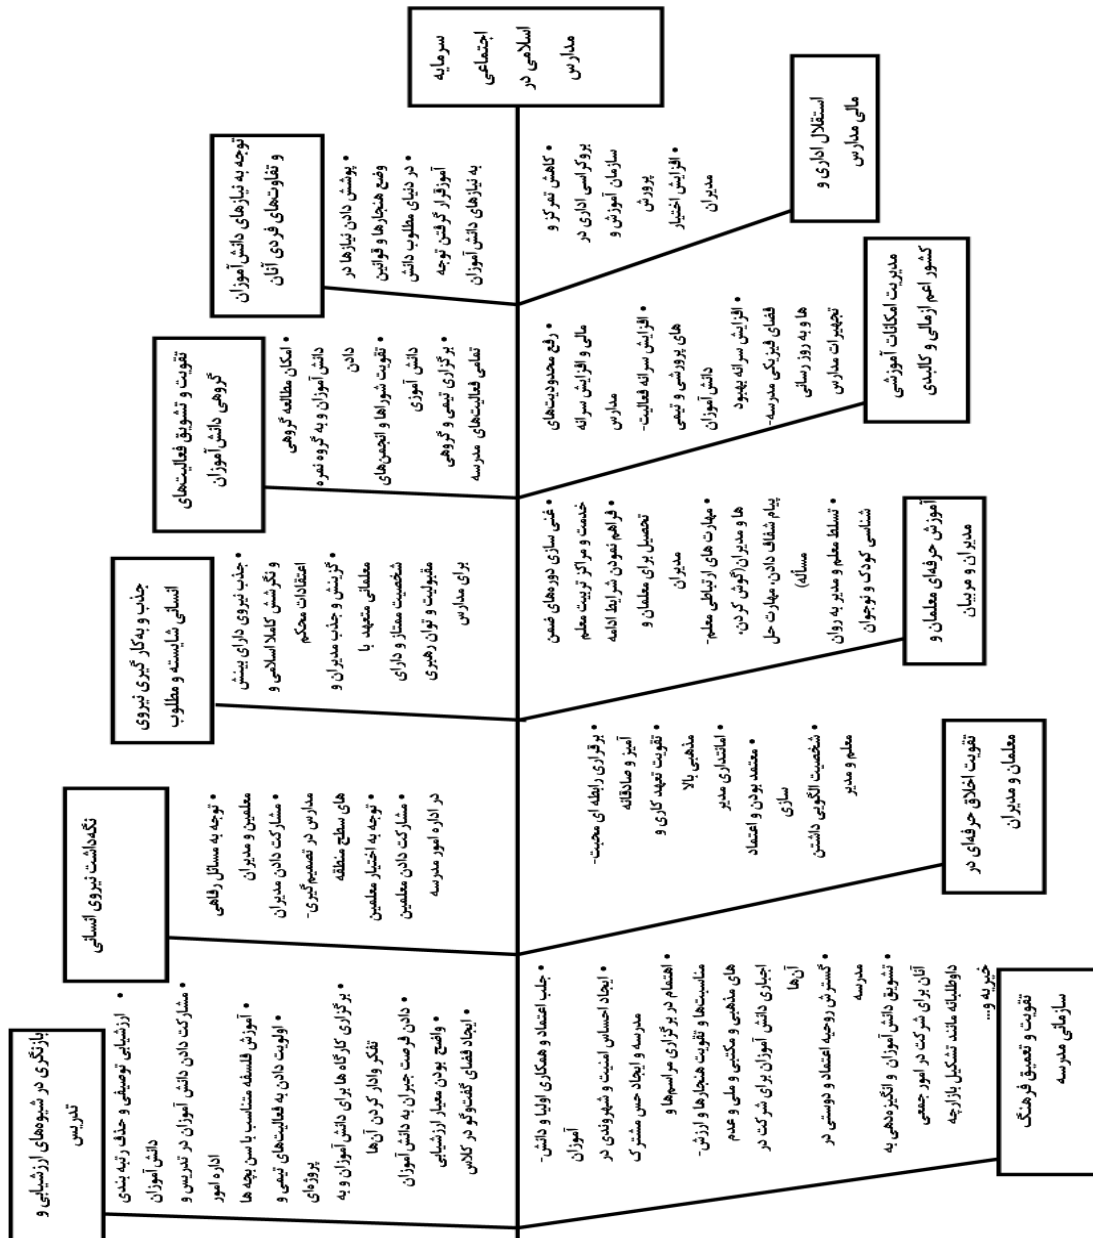 سرمایه
اجتماعی
اسلامی در
مدارس
توجه به نیازهای دانش‌آموزان
و تفاوت‌های فردی آنان
• پوشش دادن نیازها در
وضع هنجارها و قوانین
• در دنیای مطلوب دانش
آموزقرار گرفتن توجه
به نیازهای دانش‌آموزان
تقویت و تشویق فعالیت‌های
گروهی دانش‌آموزان
• امکان مطالعه گروهی
دانش‌آموزان و به گروه نمره
دادن
• تقویت شوراها و انجمن‌های
دانش آموزی
• برگزاری تیمی و گروهی
تمامی فعالیت‌های مدرسه
جذب و به‌کار گیری نیروی
انسانی شایسته و مطلوب
• جذب نیروی دارای بینش
و نگرشش کاملا اسلامی و
اعتقادات محکم
• گزینش و جذب مدیران و
معلمانی متعهد با
شخصیت ممتاز و دارای
مقبولیت و توان رهبری
برای مدارس
نگه‌داشت نیروی انسانی
• توجه به مسائل رفاهی
معلمین و مدیران
• مشارکت دادن مدیران
مدارس در تصمیم‌گیری-
های سطح منطقه
• توجه به اختیار معلمین
• مشارکت دادن معلمین
در اداره امور مدرسه
بازنگری در شیوه‌های ارزشیابی و
تدریس
• ارزشیابی توصیفی و حذف رتبه بندی
دانش‌آموزان
• مشارکت دادن دانش آموزان در تدریس و
اداره امور
• آموزش فلسفه متناسب با سن بچه ها
• اولویت دادن به فعالیت‌های تیمی و
پروژه‌ای
• برگزاری کارگاه ها برای دانش‌آموزان و به
تفکر وادار کردن آن‌ها
• دادن فرصت جبران به دانش‌آموزان
• واضح بودن معیار ارزشیابی
• ایجاد فضای گفت‌وگو در کلاس
• کاهش تمرکز و
بروکراسی اداری در
سازمان آموزش و
پرورش
• افزایش اختیار
مدیران
استقلال اداری و
مالی مدارس
• رفع محدودیت‌های
مالی و افزایش سرانه
مدارس
• افزایش سرانه فعالیت-
های پرورشی و تیمی
دانش‌آموزان
• افزایش سرانه بهبود
فضای فیزیکی مدرسه-
ها و به روز رسانی
تجهیزات مدارس
مدیریت امکانات آموزشی
کشور اعم ازمالی و کالبدی
• غنی سازی دوره‌های ضمن
خدمت و مراکز تربیت معلم
• فراهم نمودن شرایط ادامه
تحصیل برای معلمان و
مدیران
• مهارت های ارتباطی معلم-
ها و مدیران(گوش کردن،
پیام شفاف دادن، مهارت حل
مسأله)
• تسلط معلم و مدیر به روان
شناسی کودک و نوجوان
آموزش حرفه‌ای معلمان و
مدیران و مربیان
• برقراری رابطه ای محبت-
آمیز و صادقانه
• تقویت تعهد کاری و
مذهبی بالا
• امانتداری مدیر
• معتمد بودن و اعتماد
سازی
• شخصیت الگویی داشتن
معلم و مدیر
تقویت اخلاق حرفه‌ای در
معلمان و مدیران
• جلب اعتماد و همکاری اولیا و دانش-
آموزان
• ایجاد احساس امنیت و شهروندی در
مدرسه و ایجاد حس مشترک
• اهتمام در برگزاری مراسم‌ها و
مناسبت‌ها و تقویت هنجارها و ارزش-
های مذهبی و مکتبی و ملی و عدم
اجباری دانش آموزان برای شرکت در
آن‌ها
• گسترش روحیه اعتماد و دوستی در
مدرسه
• تشویق دانش‌آموزان و انگیزه‌دهی به
آنان برای شرکت در امور جمعی
داوطلبانه مانند تشکیل بازارچه
خیریه و...
تقویت و تعمیق فرهنگ
سازمانی مدرسه